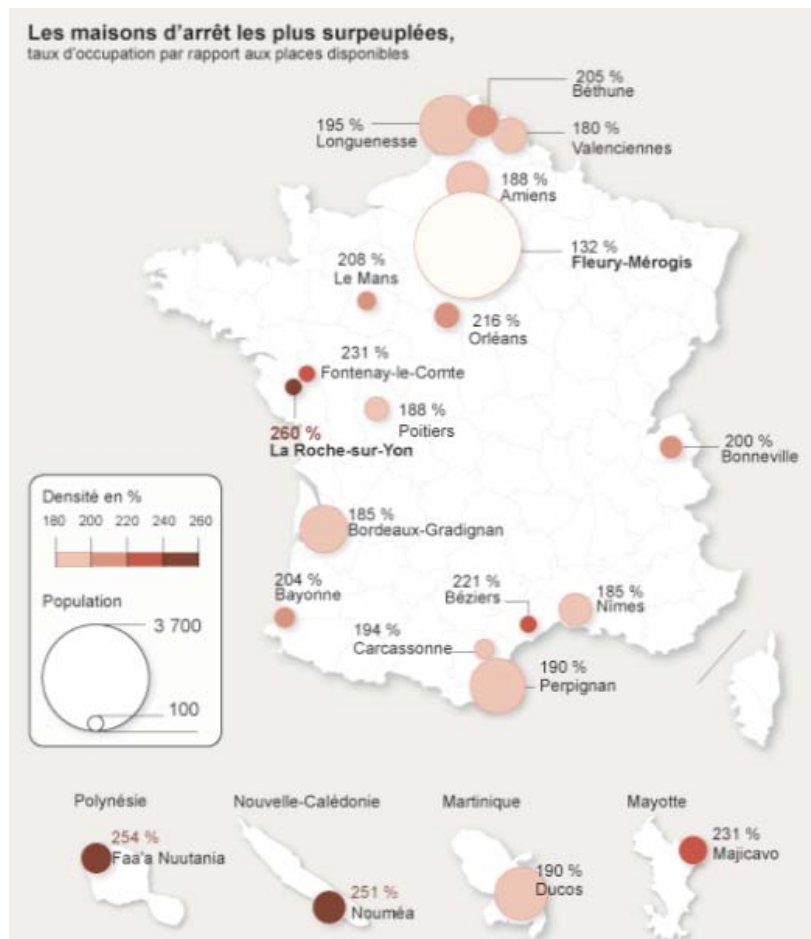 Les maisons d'arrêt les plus surpeuplées,
taux d'occupation par rapport aux places disponibles
205 %
Béthune
195 %
Longuenesse
180 %
Valenciennes
188 %
Amiens
132 %
Fleury-Mérogis
208 %
Le Mans
216 %
Orléans
231 %
Fontenay-le-Comte
188 %
Poitiers
260 %
La Roche-sur-Yon
200 %
Bonneville
Densité en %
180 200 220 240 260
Population
3 700
100
185 %
Bordeaux-Gradignan
204 %
Bayonne
221 %
Béziers
185 %
Nîmes
194 %
Carcassonne
190 %
Perpignan
Polynésie
254 %
Faa'a Nuutania
Nouvelle-Calédonie
251 %
Nouméa
Martinique
190 %
Ducos
Mayotte
231 %
Majicavo